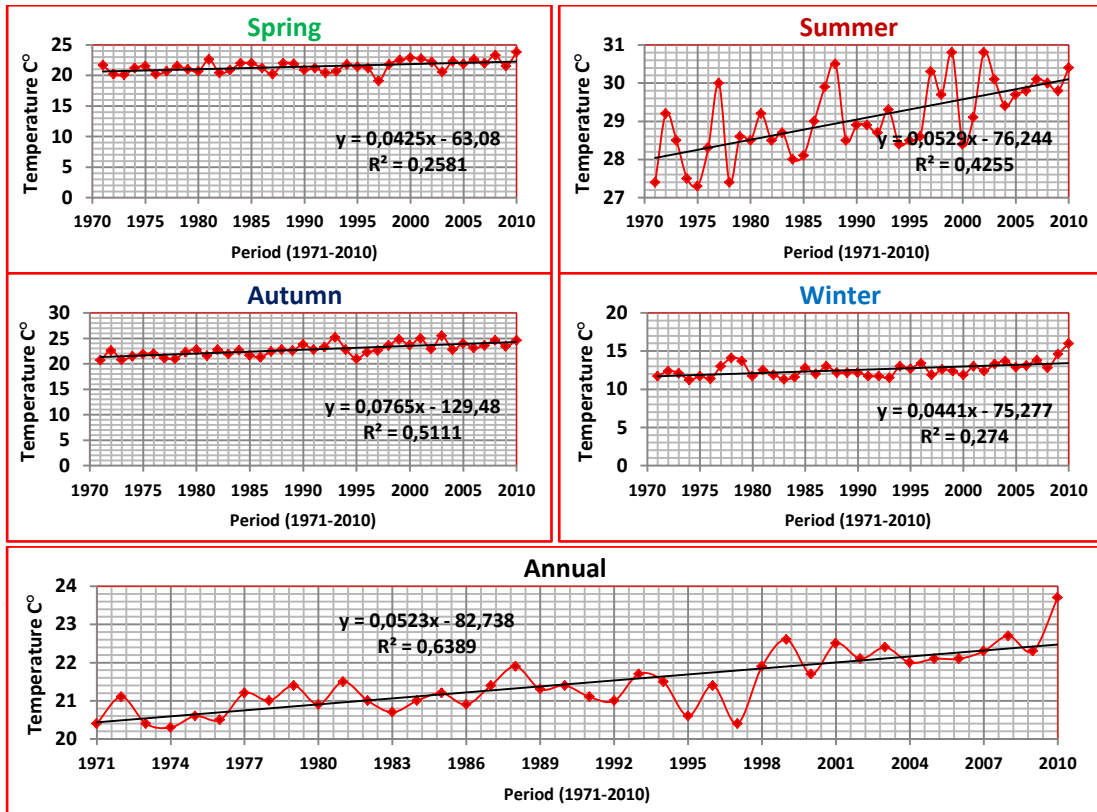 Spring
Temperature C°
25
20
15
10
5
0
y = 0,0425x - 63,08
R² = 0,2581
1970 1975 1980 1985 1990 1995 2000 2005 2010
Period (1971-2010)
Summer
Temperature C°
31
30
29
28
27
y = 0,0529x - 76,244
R² = 0,4255
1970 1975 1980 1985 1990 1995 2000 2005 2010
Period (1971-2010)
Autumn
Temperature C°
30
25
20
15
10
5
0
y = 0,0765x - 129,48
R² = 0,5111
1970 1975 1980 1985 1990 1995 2000 2005 2010
Period (1971-2010)
Winter
Temperature C°
20
15
10
5
0
y = 0,0441x - 75,277
R² = 0,274
1970 1975 1980 1985 1990 1995 2000 2005 2010
Period (1971-2010)
Annual
Temperature C°
24
23
22
21
20
y = 0,0523x - 82,738
R² = 0,6389
1971 1974 1977 1980 1983 1986 1989 1992 1995 1998 2001 2004 2007 2010
Period (1971-2010)